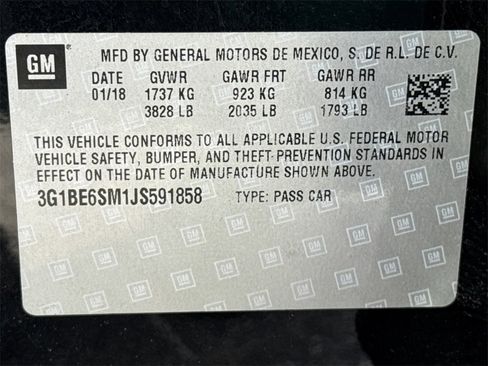 GM
MFD BY GENERAL MOTORS DE MEXICO, S. DE R.L. DE C.V.
DATE GVWR GAWR FRT GAWR RR
01/18 1737 KG 923 KG 814 KG
3828 LB 2035 LB 1793 LB
THIS VEHICLE CONFORMS TO ALL APPLICABLE U.S. FEDERAL MOTOR
VEHICLE SAFETY, BUMPER, AND THEFT PREVENTION STANDARDS IN
EFFECT ON THE DATE OF MANUFACTURE SHOWN ABOVE.
3G1BE6SM1JS591858 TYPE: PASS CAR